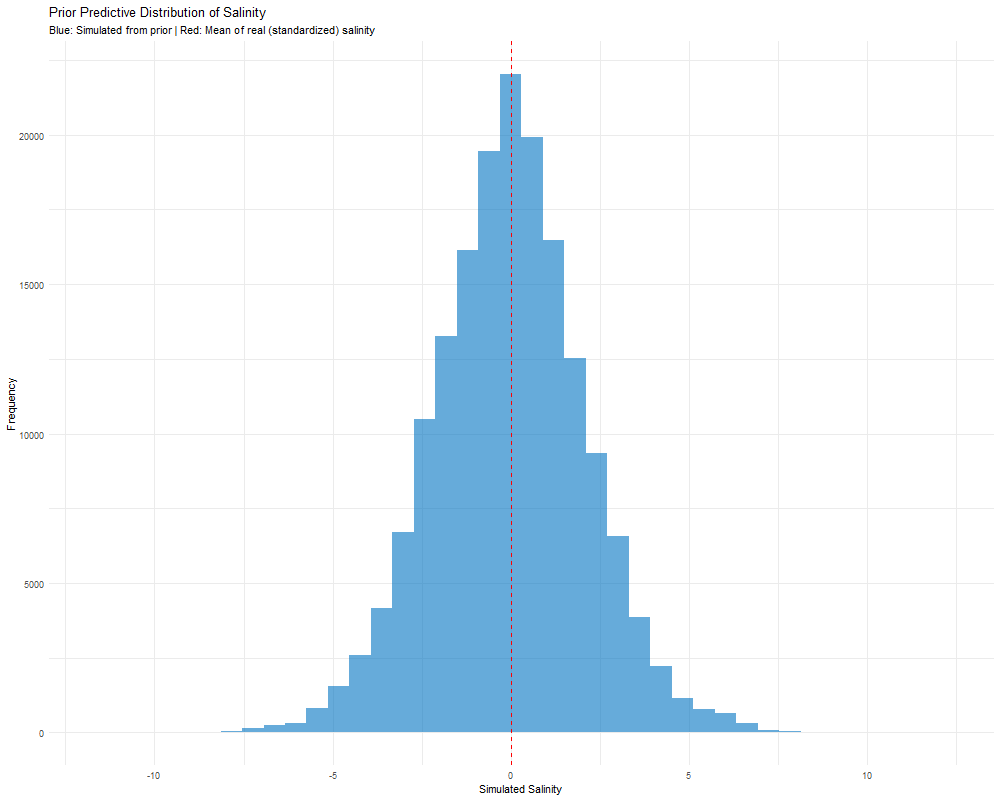 Prior Predictive Distribution of Salinity
Blue: Simulated from prior | Red: Mean of real (standardized) salinity
20000
15000
10000
5000
0
Frequency
-10
-5
0
5
10
Simulated Salinity